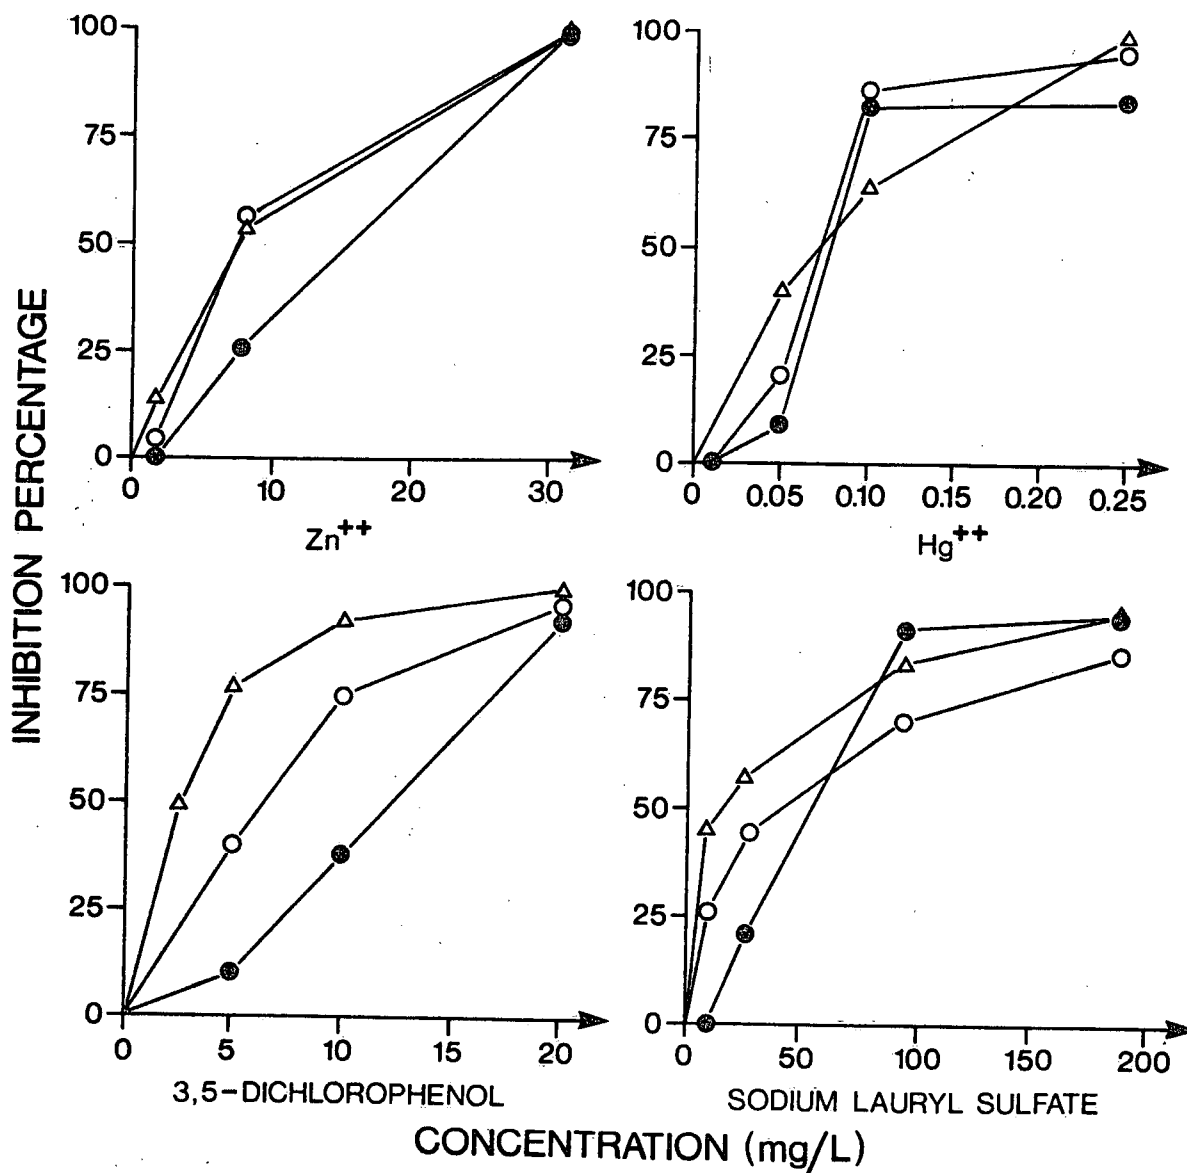 INHIBITION PERCENTAGE
100
75
50
25
0
0 10 20 30
Zn++
100
75
50
25
0
0 0.05 0.10 0.15 0.20 0.25
Hg++
100
75
50
25
0
0 5 10 15 20
3,5-DICHLOROPHENOL
100
75
50
25
0
0 50 100 150 200
SODIUM LAURYL SULFATE
CONCENTRATION (mg/L)